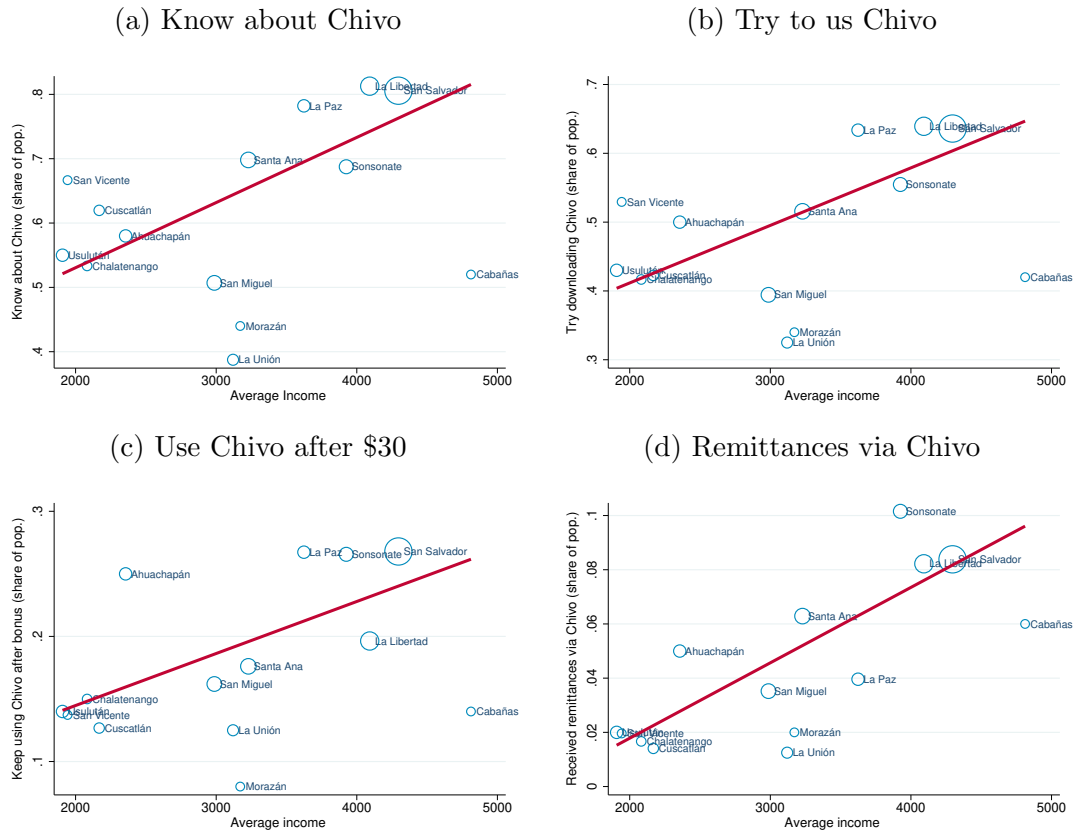 (a) Know about Chivo
Know about Chivo (share of pop.)
.8
.7
.6
.5
.4
La Libertad
San Salvador
La Paz
Santa Ana
Sonsonate
San Vicente
Cuscatlán
Ahuachapán
Usulután
Chalatenango
San Miguel
Cabañas
Morazán
La Unión
2000 3000 4000 5000
Average Income
(b) Try to us Chivo
Try downloading Chivo (share of pop.)
.7
.6
.5
.4
.3
La Paz
La Libertad
San Salvador
Sonsonate
San Vicente
Santa Ana
Ahuachapán
Usulután
Cuscatlán
Chalatenango
Cabañas
San Miguel
Morazán
La Unión
2000 3000 4000 5000
Average income
(c) Use Chivo after $30
Keep using Chivo after bonus (share of pop.)
.3
.2
.1
La Paz
Sonsonate
San Salvador
Ahuachapán
La Libertad
Santa Ana
San Miguel
Chalatenango
Usulután
San Vicente
Cuscatlán
La Unión
Cabañas
Morazán
2000 3000 4000 5000
Average income
(d) Remittances via Chivo
Received remittances via Chivo (share of pop.)
.1
.08
.06
.04
.02
0
Sonsonate
San Salvador
La Libertad
Santa Ana
Cabañas
Ahuachapán
La Paz
San Miguel
Usulután
San Vicente
Chalatenango
Cuscatlán
Morazán
La Unión
2000 3000 4000 5000
Average income